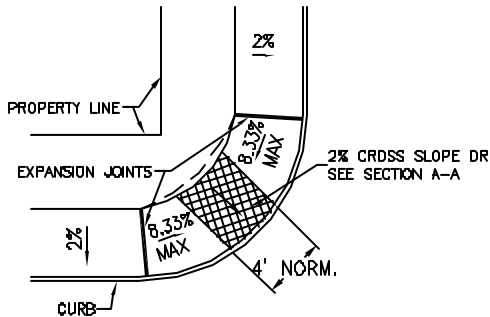 2%
PROPERTY LINE
8.33%
MAX
EXPANSION JOINTS
2% CROSS SLOPE OR
SEE SECTION A-A
2%
8.33%
MAX
4' NORM.
CURB